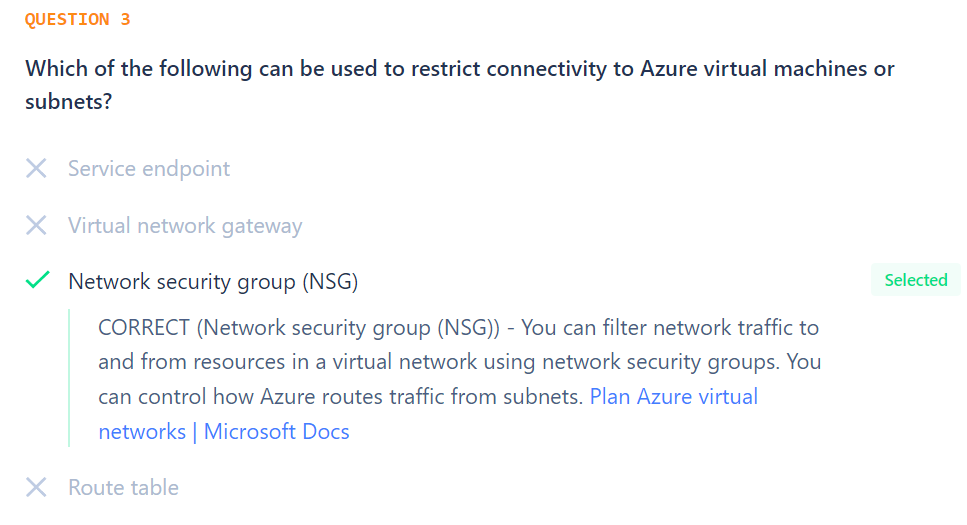 QUESTION 3
Which of the following can be used to restrict connectivity to Azure virtual machines or
subnets?
Service endpoint
Virtual network gateway
Network security group (NSG)
Selected
CORRECT (Network security group (NSG)) - You can filter network traffic to
and from resources in a virtual network using network security groups. You
can control how Azure routes traffic from subnets. Plan Azure virtual
networks | Microsoft Docs
Route table